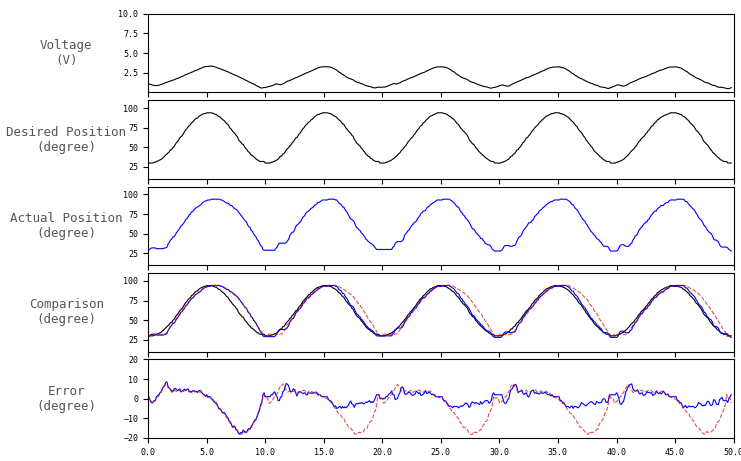 10.0
7.5
5.0
2.5
Voltage
(V)
100
75
50
25
Desired Position
(degree)
100
75
50
25
Actual Position
(degree)
100
75
50
25
Comparison
(degree)
20
10
0
−10
−20
Error
(degree)
0.0 5.0 10.0 15.0 20.0 25.0 30.0 35.0 40.0 45.0 50.0